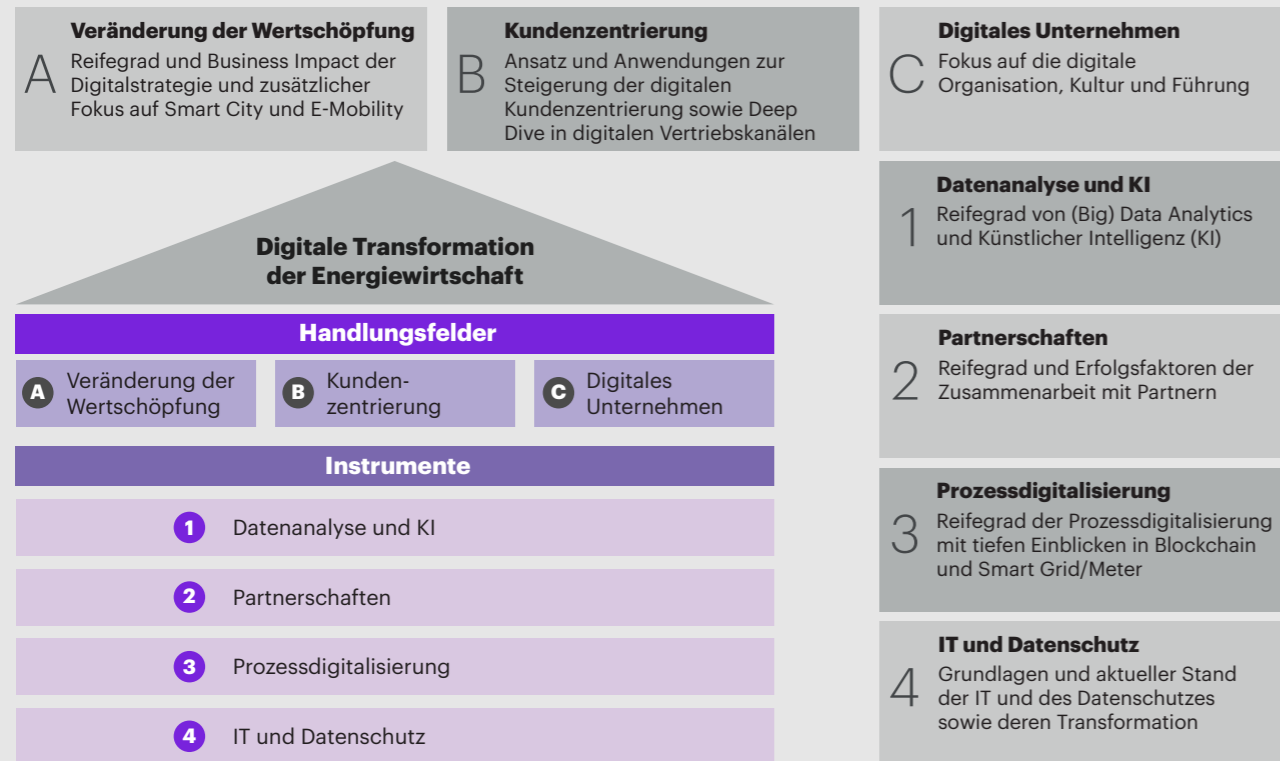 A
Veränderung der Wertschöpfung
Reifegrad und Business Impact der
Digitalstrategie und zusätzlicher
Fokus auf Smart City und E-Mobility
B
Kundenzentrierung
Ansatz und Anwendungen zur
Steigerung der digitalen
Kundenzentrierung sowie Deep
Dive in digitalen Vertriebskanälen
C
Digitales Unternehmen
Fokus auf die digitale
Organisation, Kultur und Führung
Digitale Transformation
der Energiewirtschaft
Handlungsfelder
A
Veränderung der
Wertschöpfung
B
Kunden-
zentrierung
C
Digitales
Unternehmen
Instrumente
1 Datenanalyse und KI
2 Partnerschaften
3 Prozessdigitalisierung
4 IT und Datenschutz
1
Datenanalyse und KI
Reifegrad von (Big) Data Analytics
und Künstlicher Intelligenz (KI)
2
Partnerschaften
Reifegrad und Erfolgsfaktoren der
Zusammenarbeit mit Partnern
3
Prozessdigitalisierung
Reifegrad der Prozessdigitalisierung
mit tiefen Einblicken in Blockchain
und Smart Grid/Meter
4
IT und Datenschutz
Grundlagen und aktueller Stand
der IT und des Datenschutzes
sowie deren Transformation